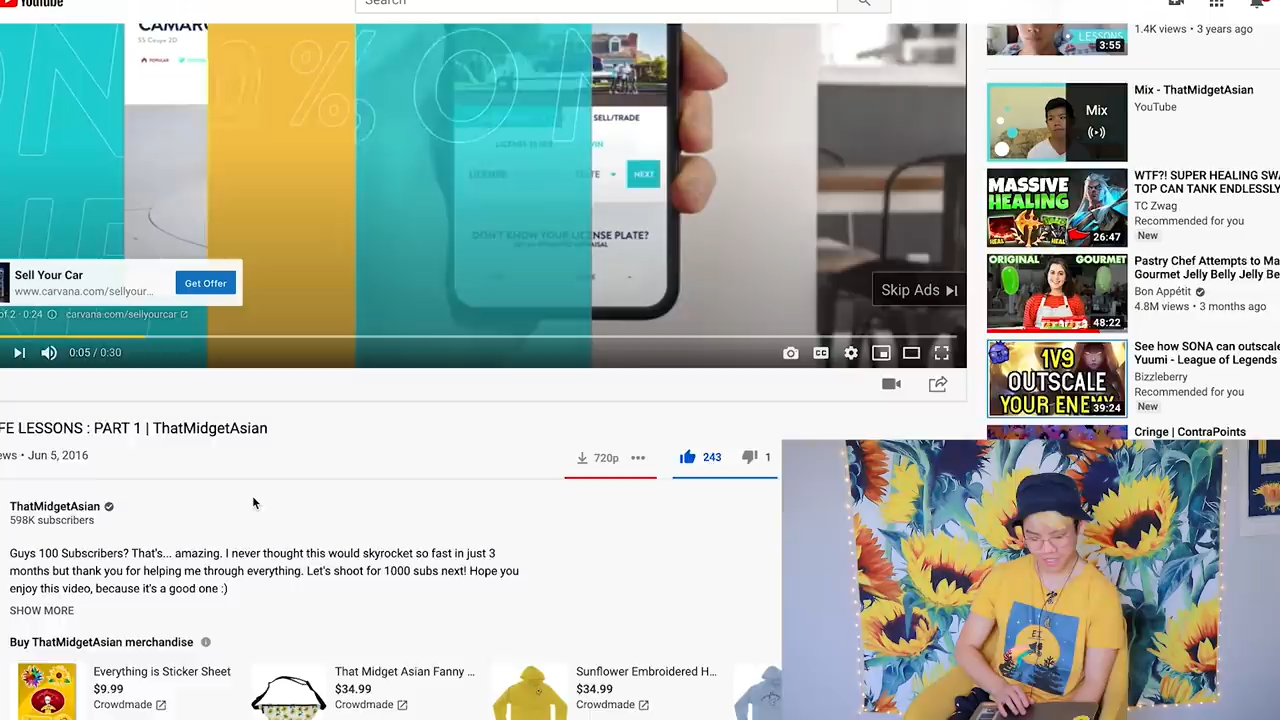 YouTube
Search
CAMARO
SS Coupe 2D
POPULAR
SELL/TRADE
NEXT
DON'T KNOW YOUR LICENSE PLATE?
Sell Your Car
www.carvana.com/sellyour...
Get Offer
of 2 · 0:24
carvana.com/sellyourcar
Skip Ads
0:05 / 0:30
FE LESSONS : PART 1 | ThatMidgetAsian
ews • Jun 5, 2016
720p
243
1
ThatMidgetAsian
598K subscribers
Guys 100 Subscribers? That's... amazing. I never thought this would skyrocket so fast in just 3
months but thank you for helping me through everything. Let's shoot for 1000 subs next! Hope you
enjoy this video, because it's a good one :)
SHOW MORE
Buy ThatMidgetAsian merchandise
Everything is Sticker Sheet
$9.99
Crowdmade
That Midget Asian Fanny ...
$34.99
Crowdmade
Sunflower Embroidered H...
$34.99
Crowdmade
LESSONS
3:55
1.4K views • 3 years ago
Mix
Mix - ThatMidgetAsian
YouTube
MASSIVE
HEALING
26:47
WTF?! SUPER HEALING SWA
TOP CAN TANK ENDLESSLY
TC Zwag
Recommended for you
New
ORIGINAL GOURMET
48:22
Pastry Chef Attempts to Ma
Gourmet Jelly Belly Jelly Be
Bon Appétit
4.8M views • 3 months ago
1V9
OUTSCALE
YOUR ENEMY
39:24
See how SONA can outscale
Yuumi - League of Legends
Bizzleberry
Recommended for you
New
Cringe | ContraPoints